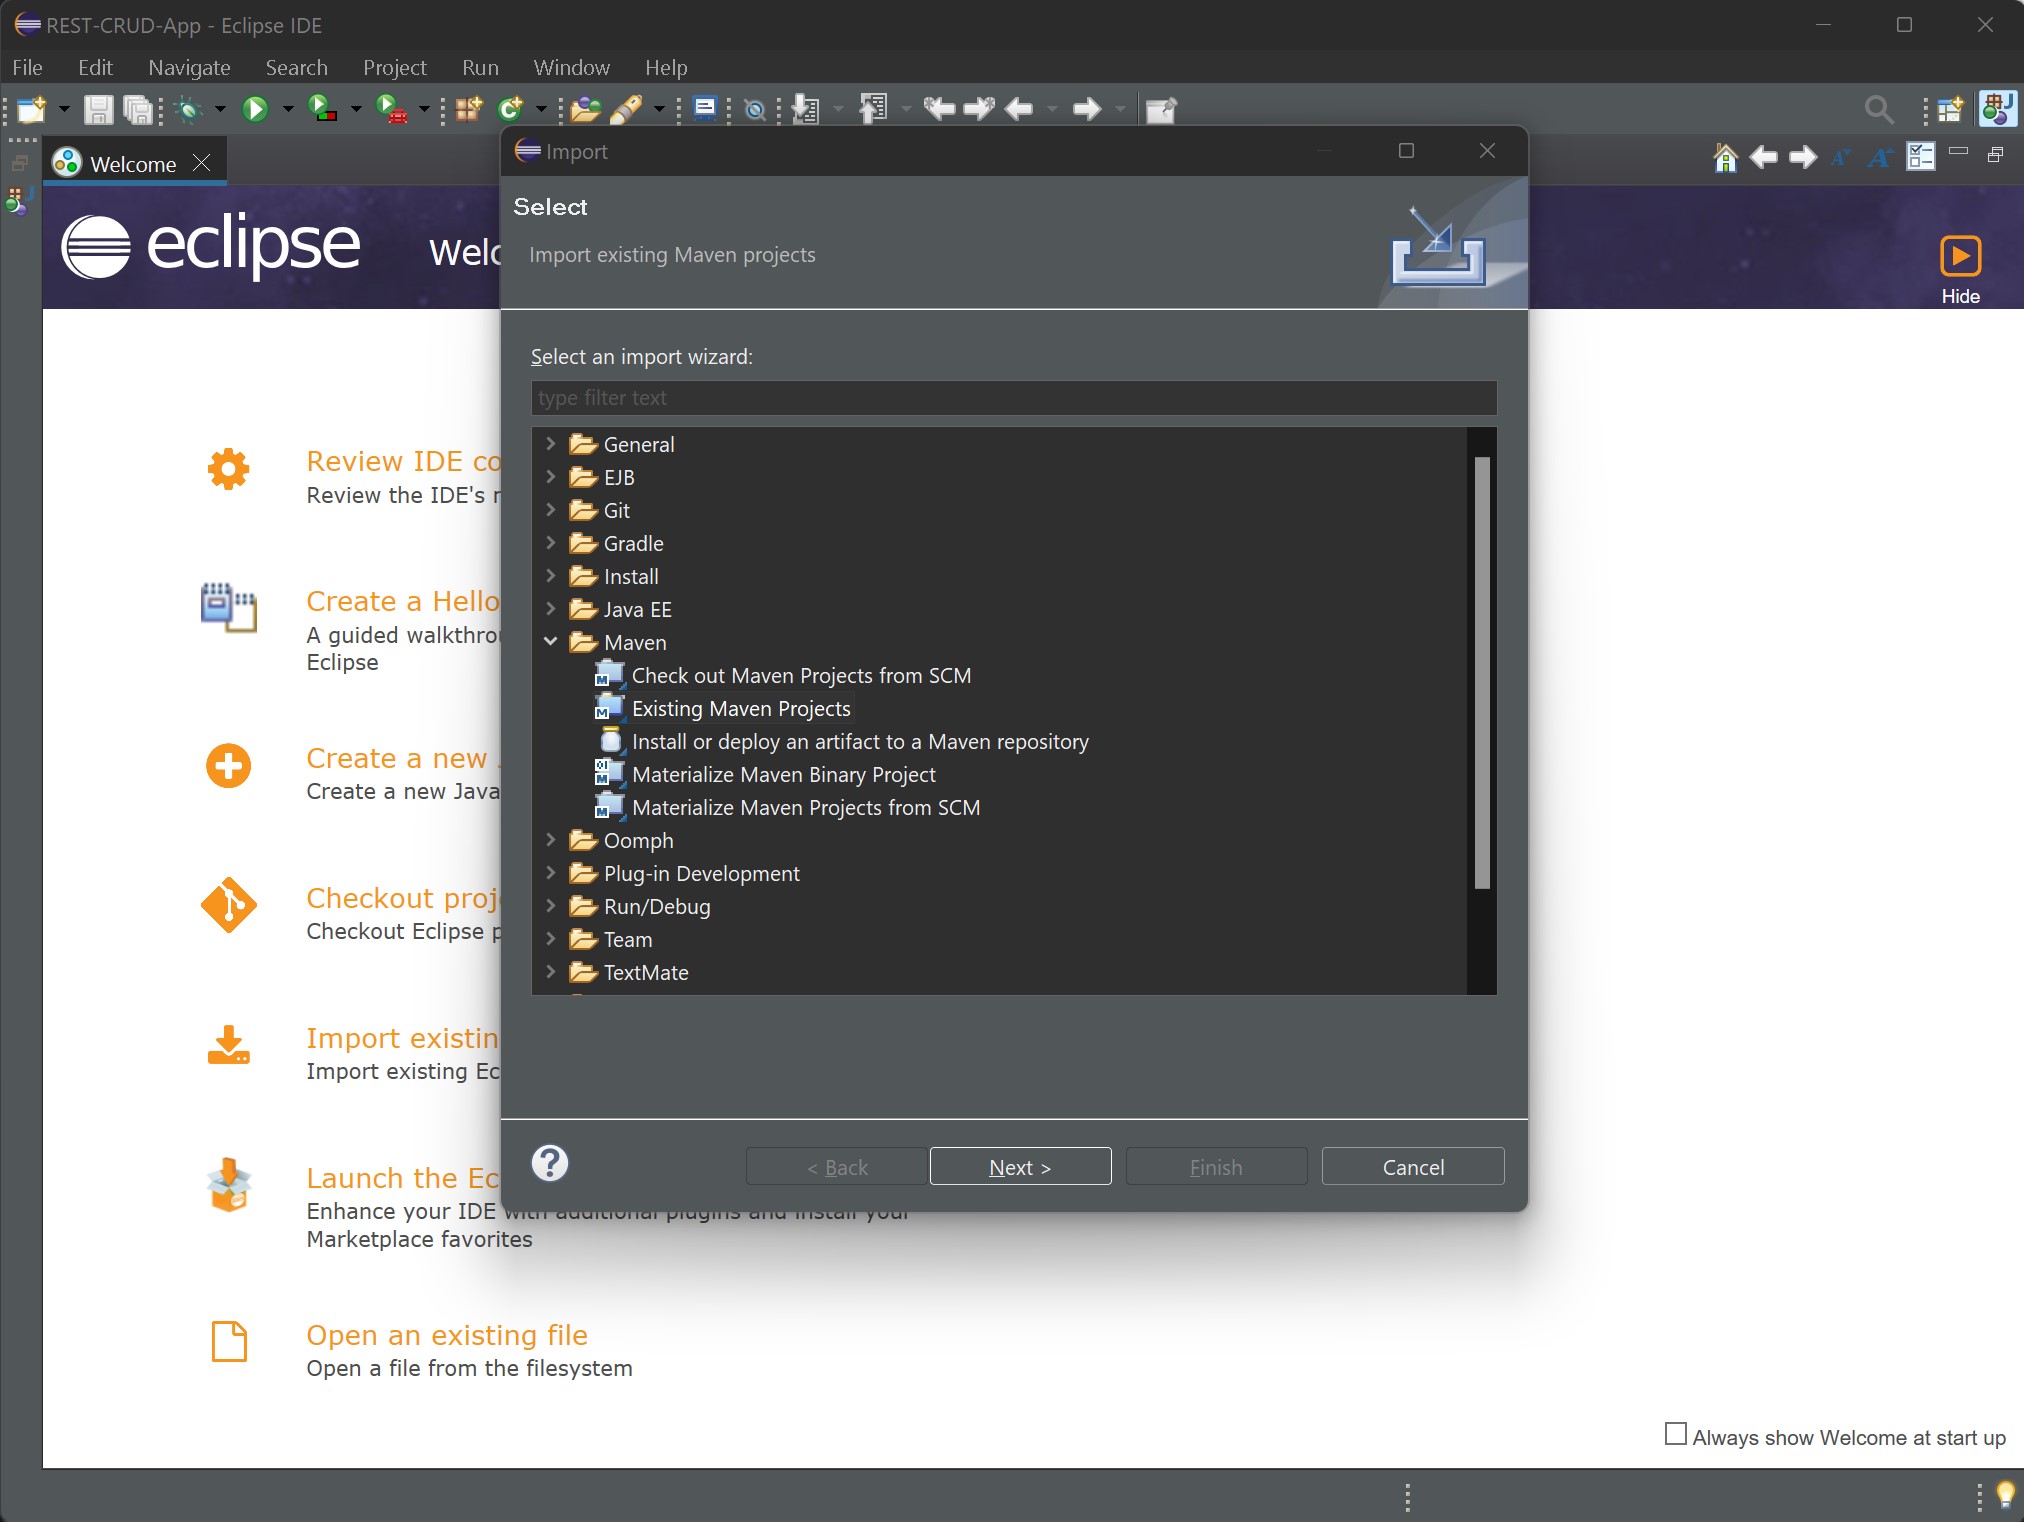 REST-CRUD-App - Eclipse IDE
File Edit Navigate Search Project Run Window Help
Welcome
Import
eclipse
Select
Import existing Maven projects
Hide
Select an import wizard:
type filter text
General
EJB
Git
Gradle
Install
Java EE
Maven
Check out Maven Projects from SCM
Existing Maven Projects
Install or deploy an artifact to a Maven repository
Materialize Maven Binary Project
Materialize Maven Projects from SCM
Oomph
Plug-in Development
Run/Debug
Team
TextMate
< Back Next > Finish Cancel
Review IDE co
Review the IDE's r
Create a Hello
A guided walkthro
Eclipse
Create a new
Create a new Java
Checkout proj
Checkout Eclipse p
Import existin
Import existing Ec
Launch the Ec
Enhance your IDE with additional plugins and install your
Marketplace favorites
Open an existing file
Open a file from the filesystem
Always show Welcome at start up